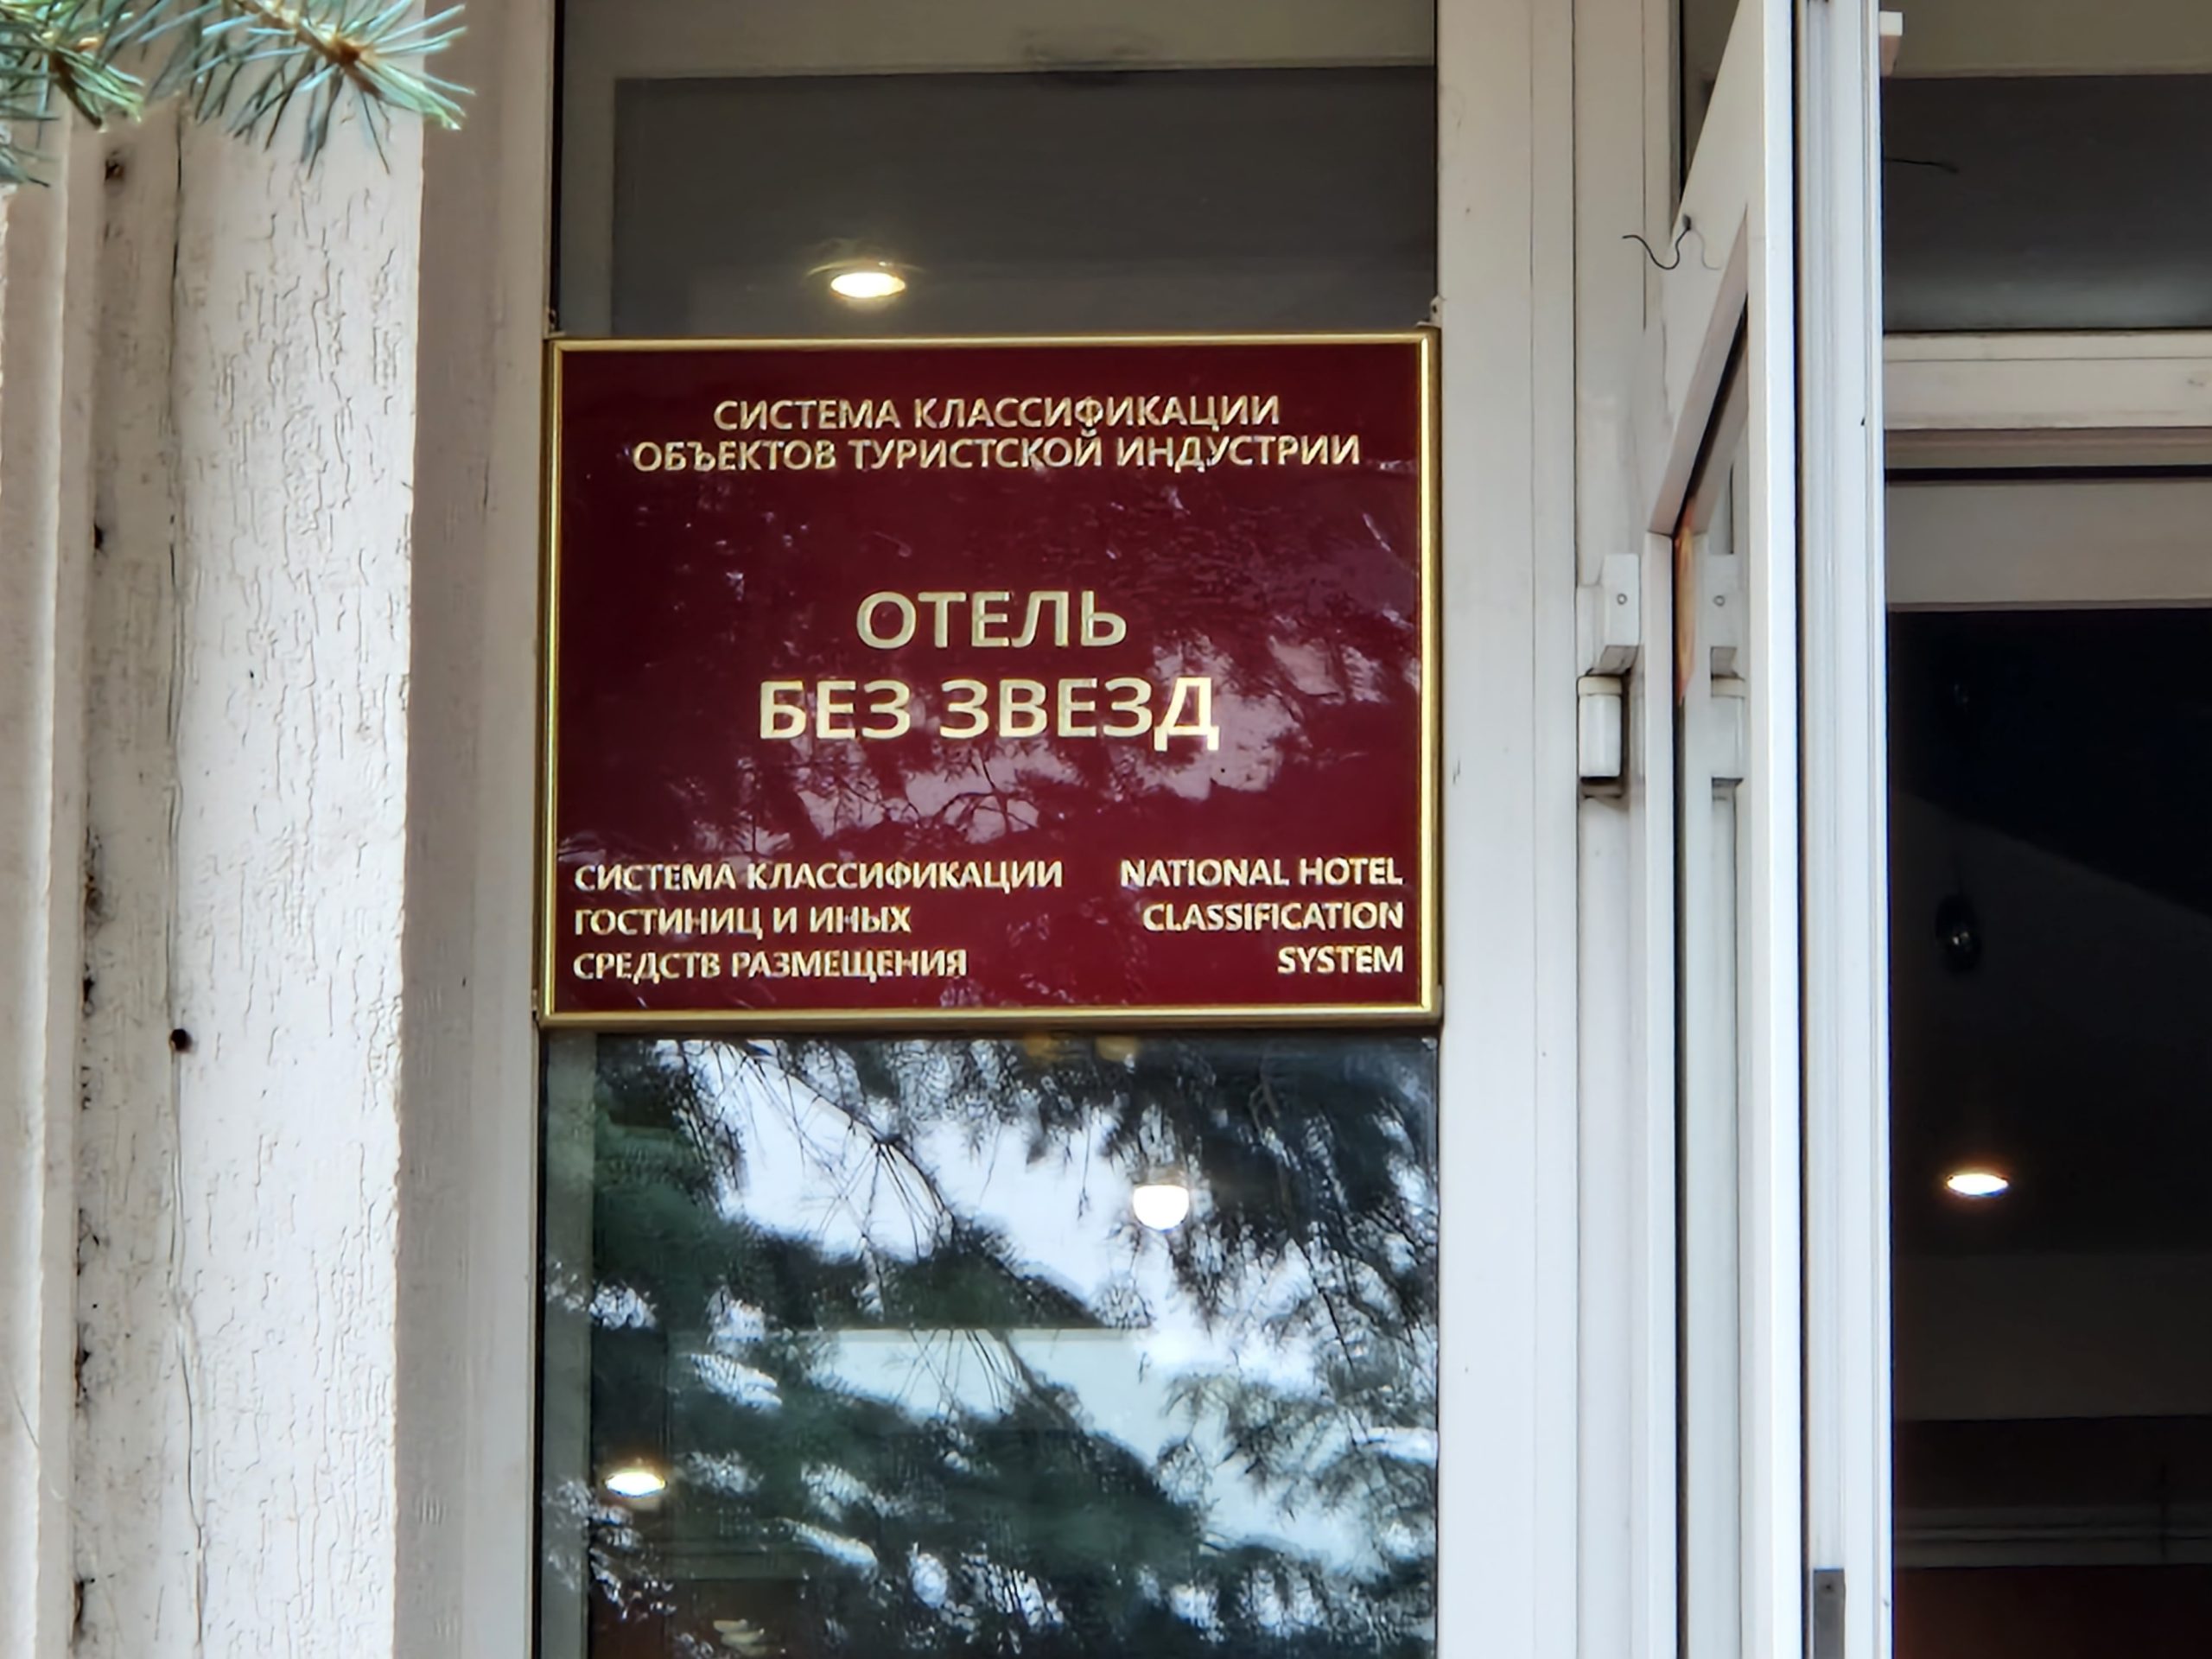 СИСТЕМА КЛАССИФИКАЦИИ
ОБЪЕКТОВ ТУРИСТСКОЙ ИНДУСТРИИ
ОТЕЛЬ
БЕЗ ЗВЕЗД
СИСТЕМА КЛАССИФИКАЦИИ
ГОСТИНИЦ И ИНЫХ
СРЕДСТВ РАЗМЕЩЕНИЯ
NATIONAL HOTEL
CLASSIFICATION
SYSTEM